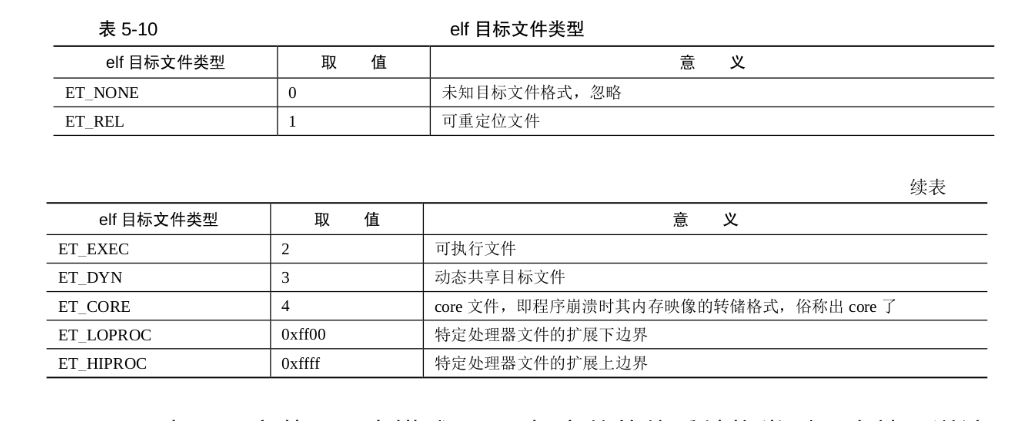 表 5-10 elf 目标文件类型
elf 目标文件类型 取 值 意 义
ET_NONE 0 未知目标文件格式，忽略
ET_REL 1 可重定位文件
续表
elf 目标文件类型 取 值 意 义
ET_EXEC 2 可执行文件
ET_DYN 3 动态共享目标文件
ET_CORE 4 core 文件，即程序崩溃时其内存映像的转储格式，俗称出 core 了
ET_LOPROC 0xff00 特定处理器文件的扩展下边界
ET_HIPROC 0xffff 特定处理器文件的扩展上边界